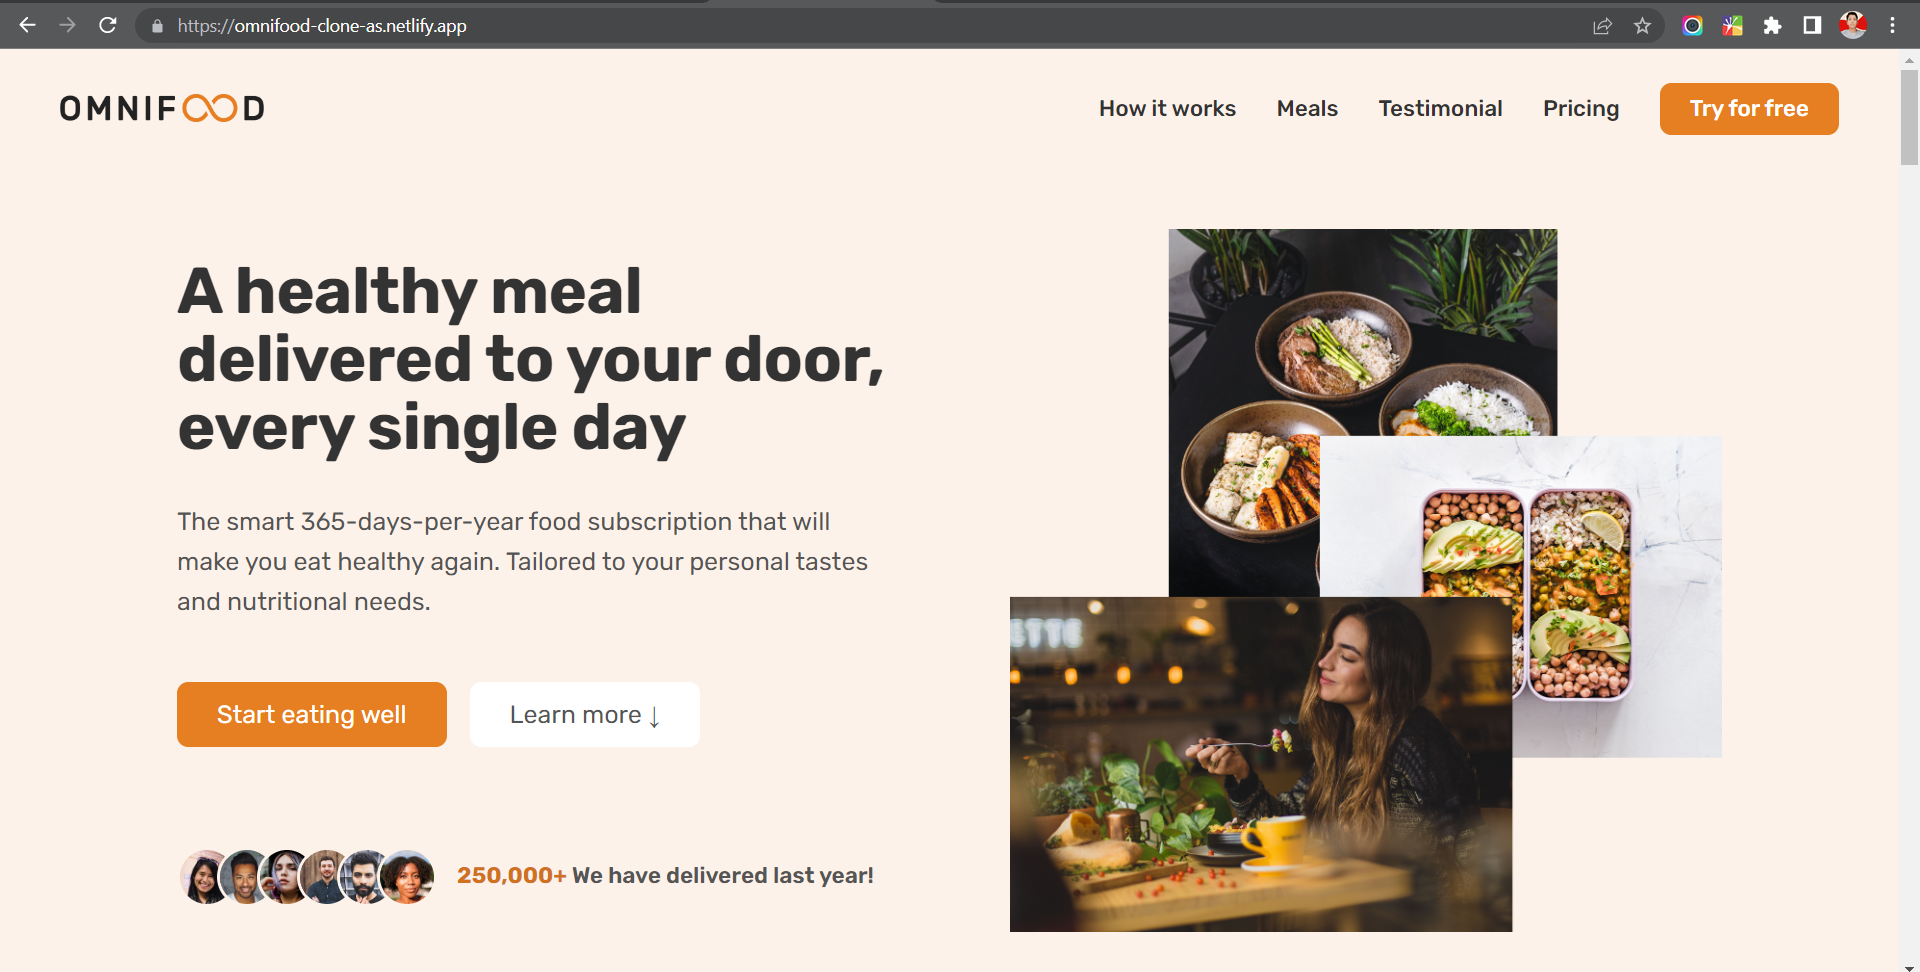 https://omnifood-clone-as.netlify.app
OMNIFOOD
How it works
Meals
Testimonial
Pricing
Try for free
A healthy meal
delivered to your door,
every single day
The smart 365-days-per-year food subscription that will
make you eat healthy again. Tailored to your personal tastes
and nutritional needs.
Start eating well
Learn more ↓
250,000+ We have delivered last year!
ETTE